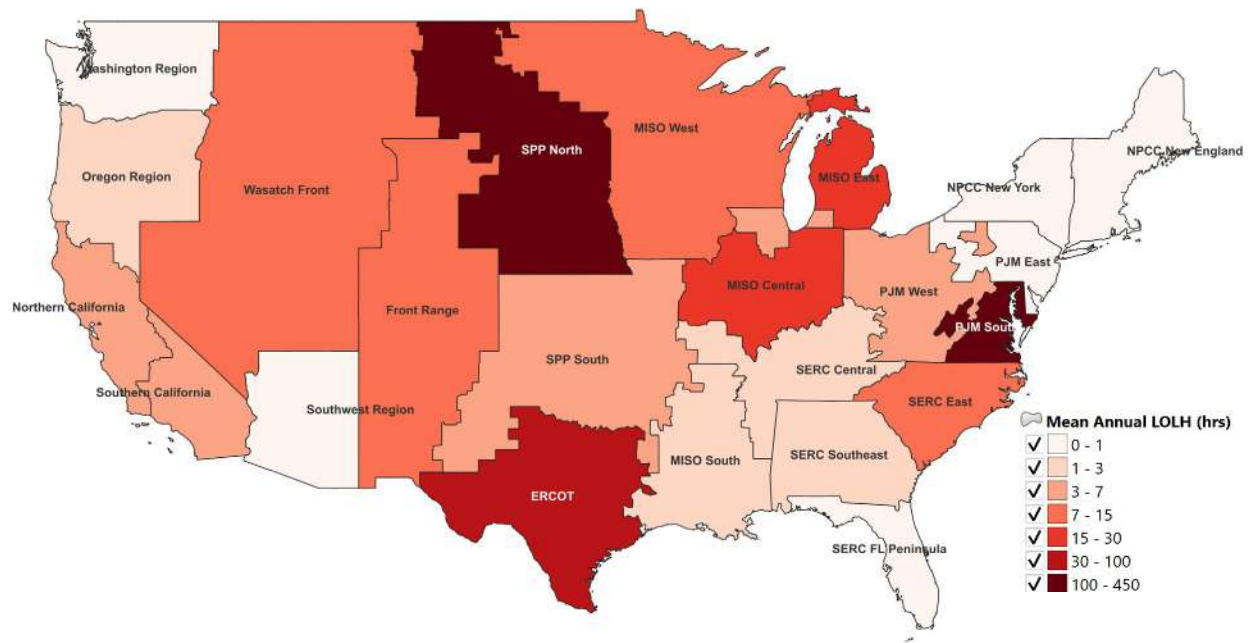 Washington Region
Oregon Region
Wasatch Front
SPP North
MISO West
MISO East
NPCC New England
NPCC New York
PJM East
Northern California
Front Range
MISO Central
PJM West
PJM South
SPP South
SERC Central
Southern California
Southwest Region
SERC East
MISO South
SERC Southeast
ERCOT
SERC FL Peninsula
Mean Annual LOLH (hrs)
0 - 1
1 - 3
3 - 7
7 - 15
15 - 30
30 - 100
100 - 450